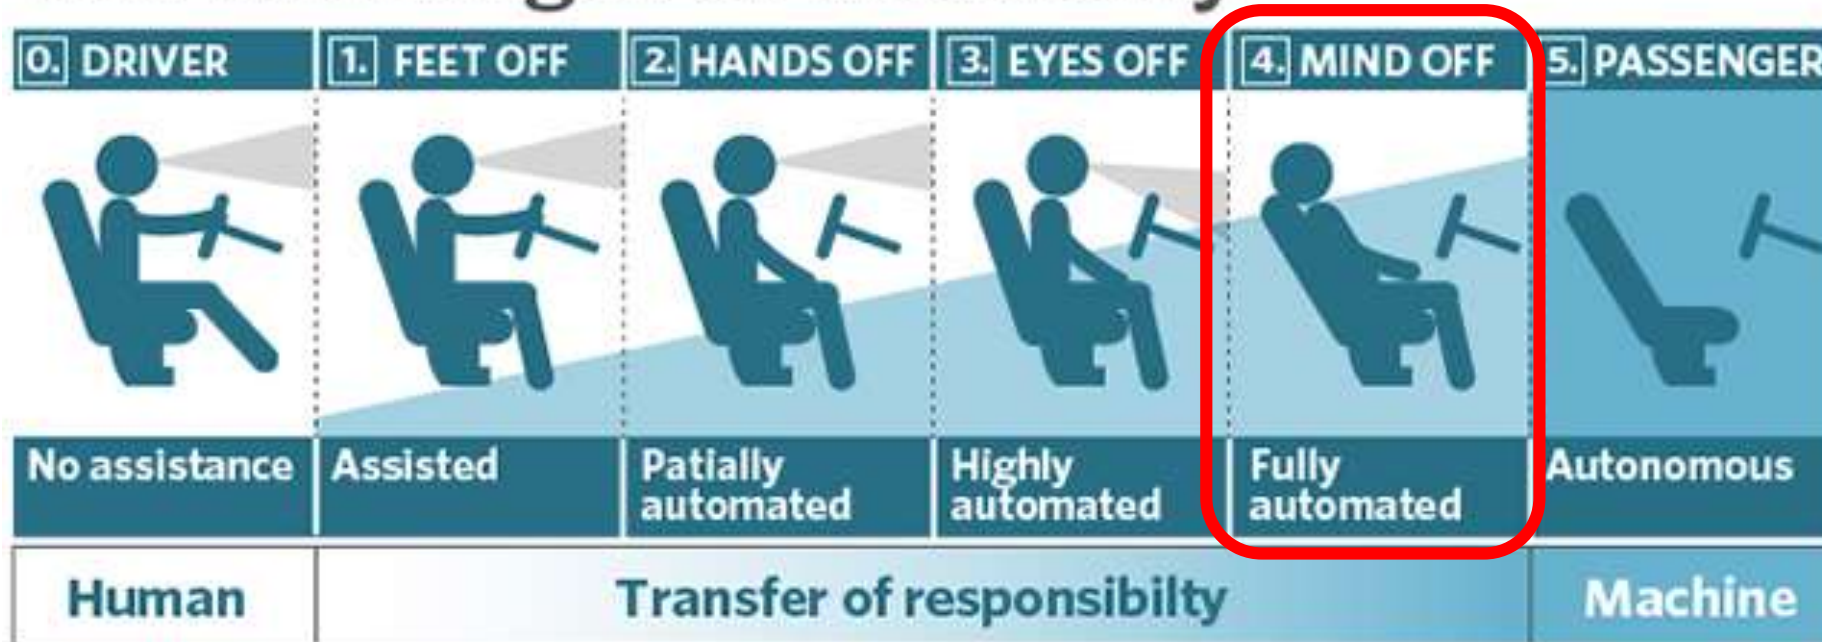 0. DRIVER
1. FEET OFF
2. HANDS OFF
3. EYES OFF
4. MIND OFF
5. PASSENGER
No assistance
Assisted
Patially
automated
Highly
automated
Fully
automated
Autonomous
Human
Transfer of responsibilty
Machine